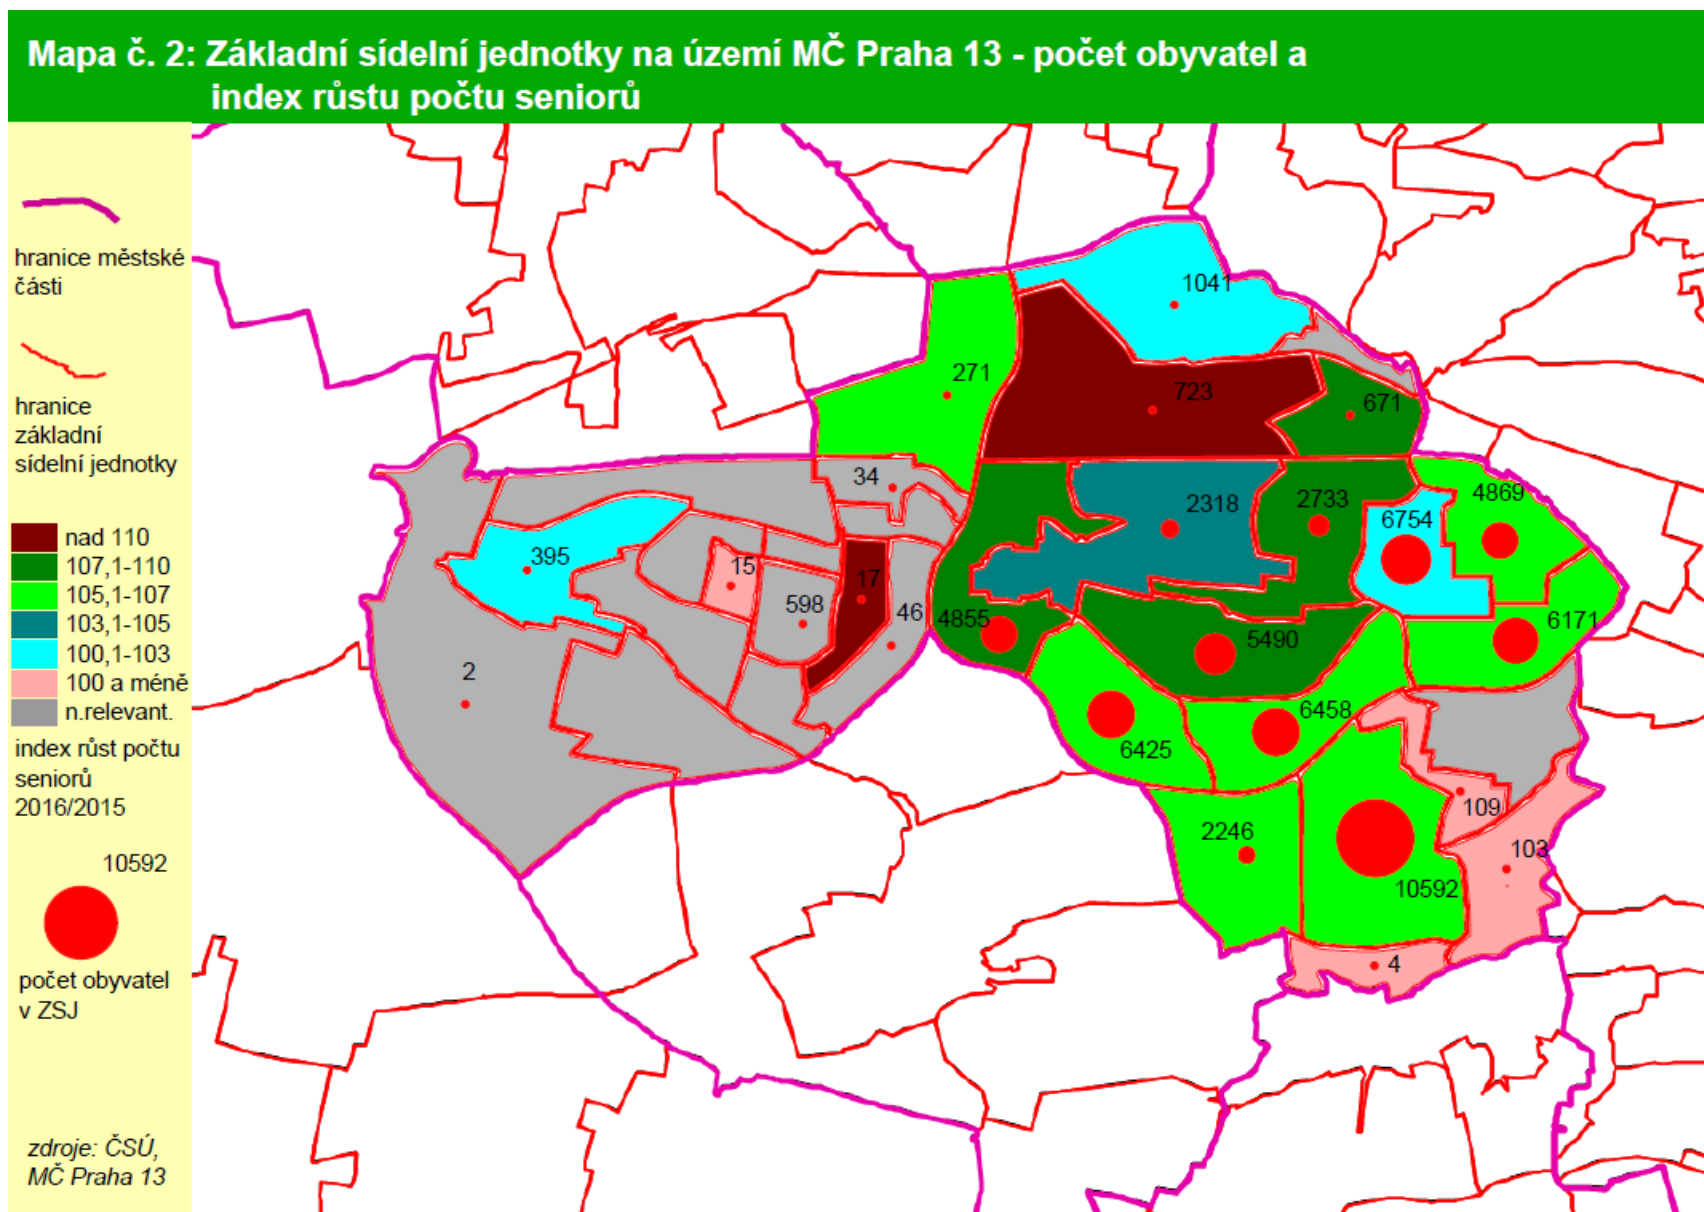 Mapa č. 2: Základní sídelní jednotky na území MČ Praha 13 - počet obyvatel a
index růstu počtu seniorů
hranice městské
části
hranice
základní
sídelní jednotky
nad 110
107,1-110
105,1-107
103,1-105
100,1-103
100 a méně
n.relevant.
index růst počtu
seniorů
2016/2015
10592
počet obyvatel
v ZSJ
zdroje: ČSÚ,
MČ Praha 13
1041
271
723
671
34
2318
2733
4869
6754
395
15
17
598
46
4855
5490
6171
2
6458
6425
109
2246
103
10592
4